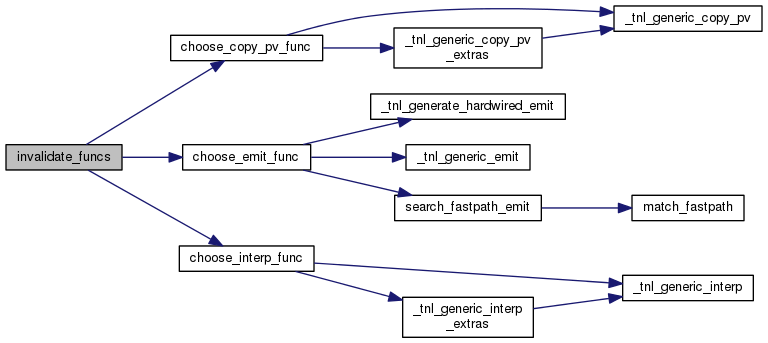 _tnl_generic_copy_pv
choose_copy_pv_func
_tnl_generic_copy_pv
_extras
_tnl_generate_hardwired_emit
invalidate_funcs
choose_emit_func
_tnl_generic_emit
search_fastpath_emit
match_fastpath
choose_interp_func
_tnl_generic_interp
_tnl_generic_interp
_extras